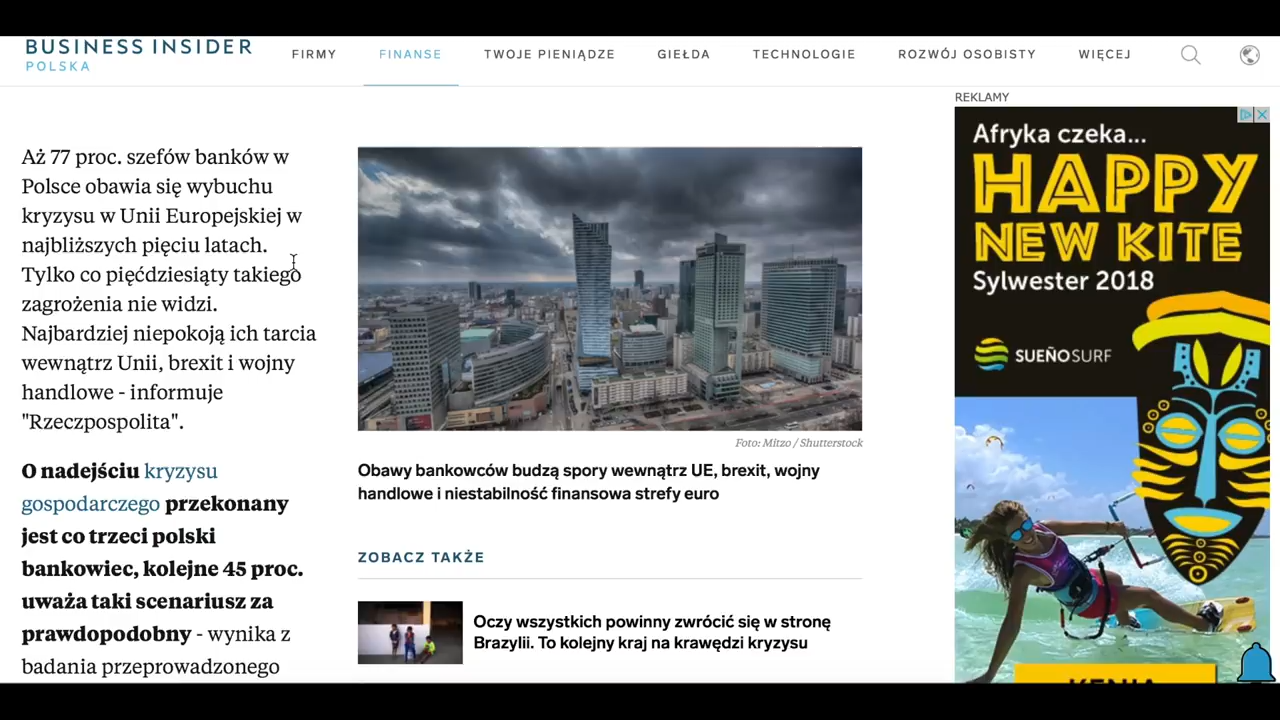 BUSINESS INSIDER
POLSKA
FIRMY
FINANSE
TWOJE PIENIĄDZE
GIEŁDA
TECHNOLOGIE
ROZWÓJ OSOBISTY
WIĘCEJ
Aż 77 proc. szefów banków w
Polsce obawia się wybuchu
kryzysu w Unii Europejskiej w
najbliższych pięciu latach.
Tylko co pięćdziesiąty takiego
zagrożenia nie widzi.
Najbardziej niepokoją ich tarcia
wewnątrz Unii, brexit i wojny
handlowe - informuje
"Rzeczpospolita".
O nadejściu kryzysu
gospodarczego przekonany
jest co trzeci polski
bankowiec, kolejne 45 proc.
uważa taki scenariusz za
prawdopodobny - wynika z
badania przeprowadzonego
Foto: Mitzo / Shutterstock
Obawy bankowców budzą spory wewnątrz UE, brexit, wojny
handlowe i niestabilność finansowa strefy euro
ZOBACZ TAKŻE
Oczy wszystkich powinny zwrócić się w stronę
Brazylii. To kolejny kraj na krawędzi kryzysu
REKLAMY
Afryka czeka...
HAPPY
NEW KITE
Sylwester 2018
SUEÑO SURF
KENIA